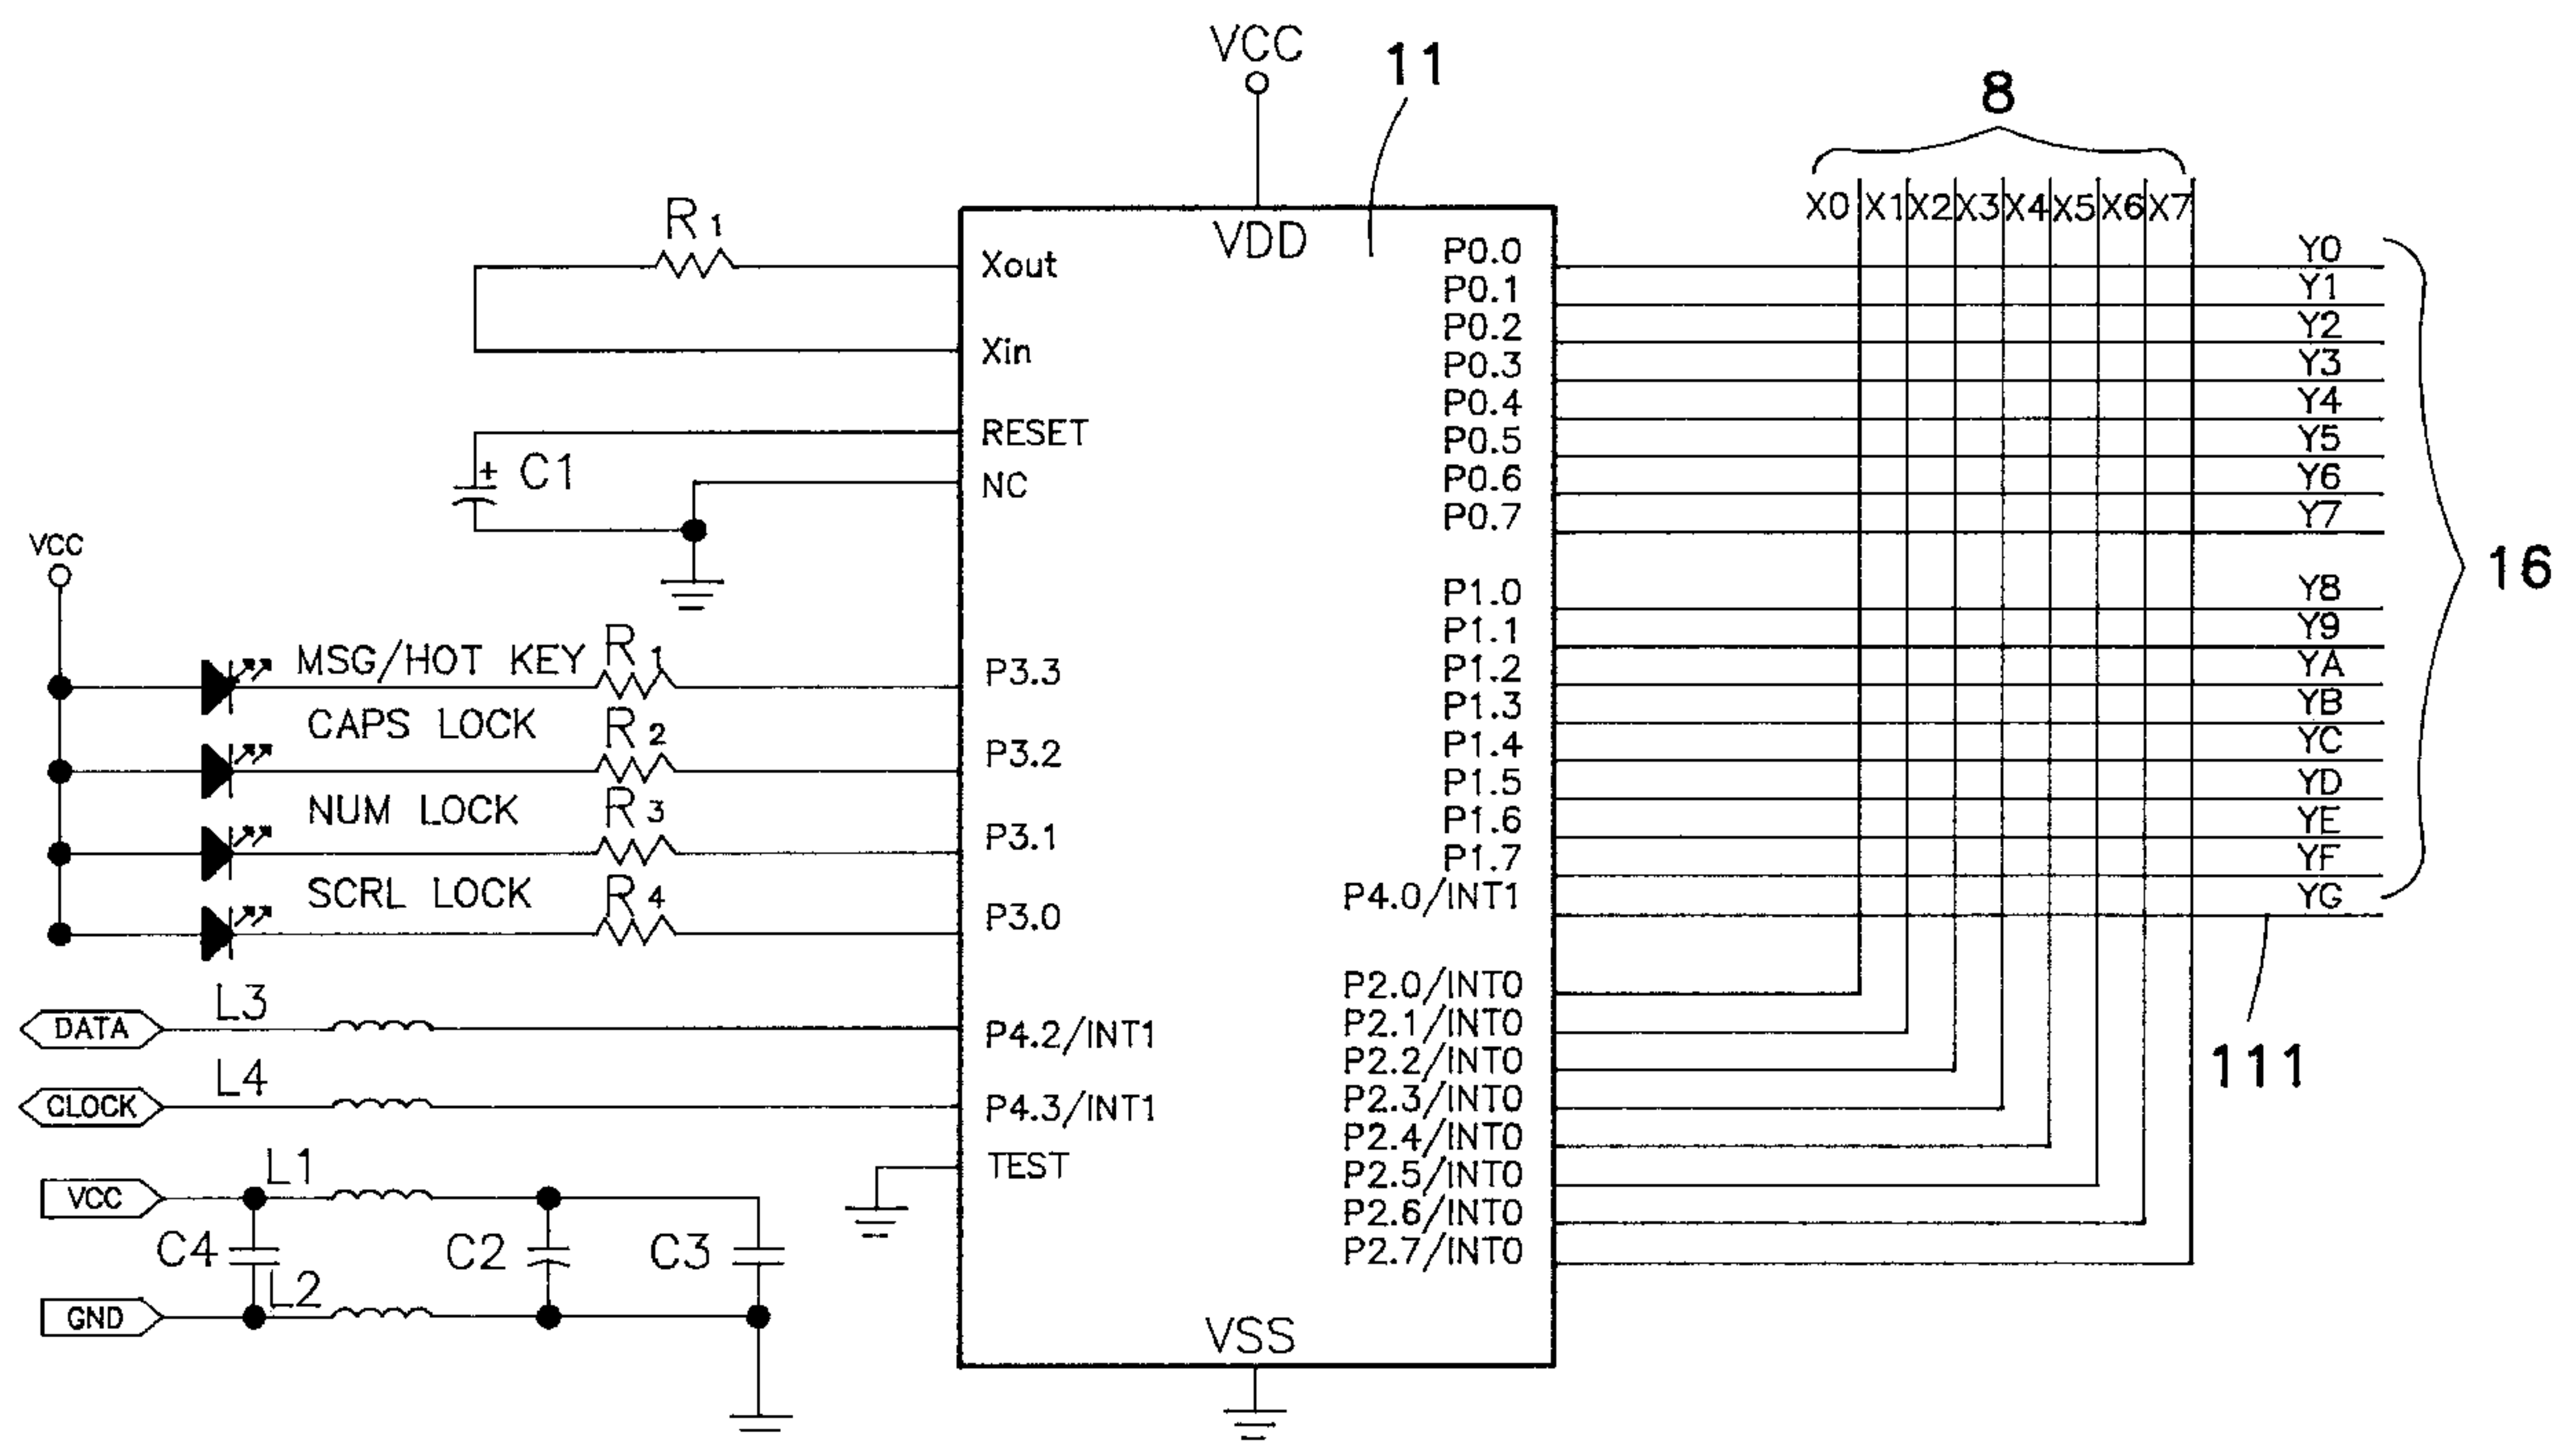 VCC
11
8
X0 X1 X2 X3 X4 X5 X6 X7
R1
VDD
Xout
Xin
RESET
NC
C1
+
P0.0 Y0
P0.1 Y1
P0.2 Y2
P0.3 Y3
P0.4 Y4
P0.5 Y5
P0.6 Y6
P0.7 Y7
16
P1.0 Y8
P1.1 Y9
P1.2 YA
P1.3 YB
P1.4 YC
P1.5 YD
P1.6 YE
P1.7 YF
P4.0/INT1 YG
111
VCC
MSG/HOT KEY R1 P3.3
CAPS LOCK R2 P3.2
NUM LOCK R3 P3.1
SCRL LOCK R4 P3.0
DATA L3 P4.2/INT1
CLOCK L4 P4.3/INT1
TEST
P2.0/INT0
P2.1/INT0
P2.2/INT0
P2.3/INT0
P2.4/INT0
P2.5/INT0
P2.6/INT0
P2.7/INT0
VCC L1
C4 C2 C3
GND L2
VSS